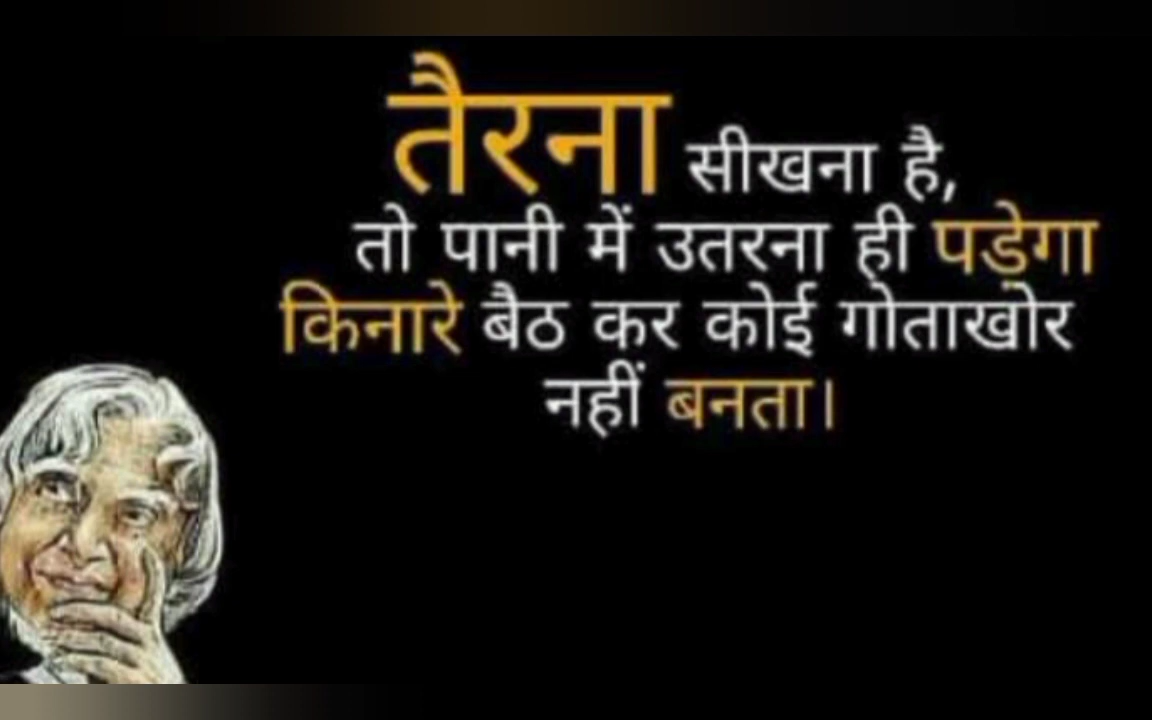 तैरना सीखना है,
तो पानी में उतरना ही पड़ेगा
किनारे बैठ कर कोई गोताखोर
नहीं बनता।